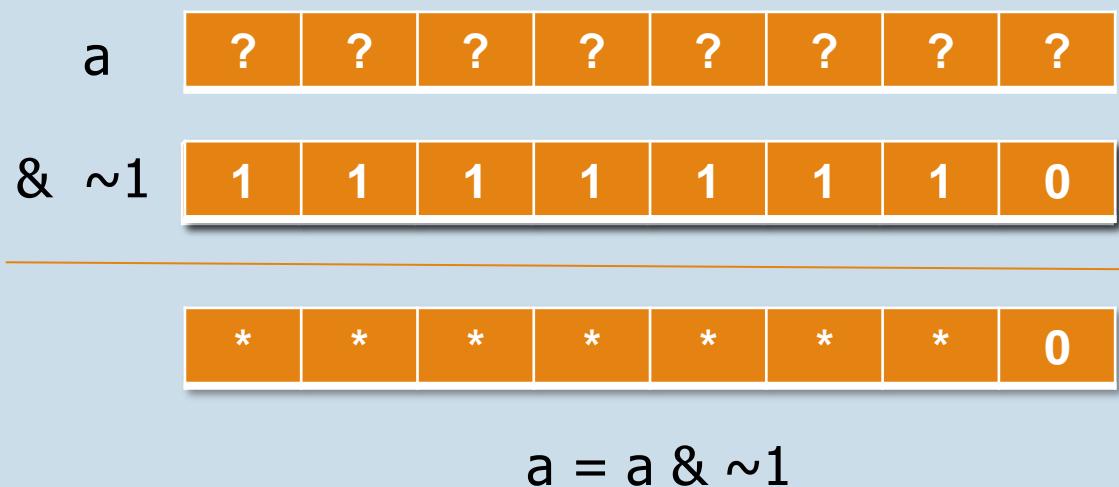 a ? ? ? ? ? ? ? ?
& ~1 1 1 1 1 1 1 1 0
* * * * * * * 0
a = a & ~1